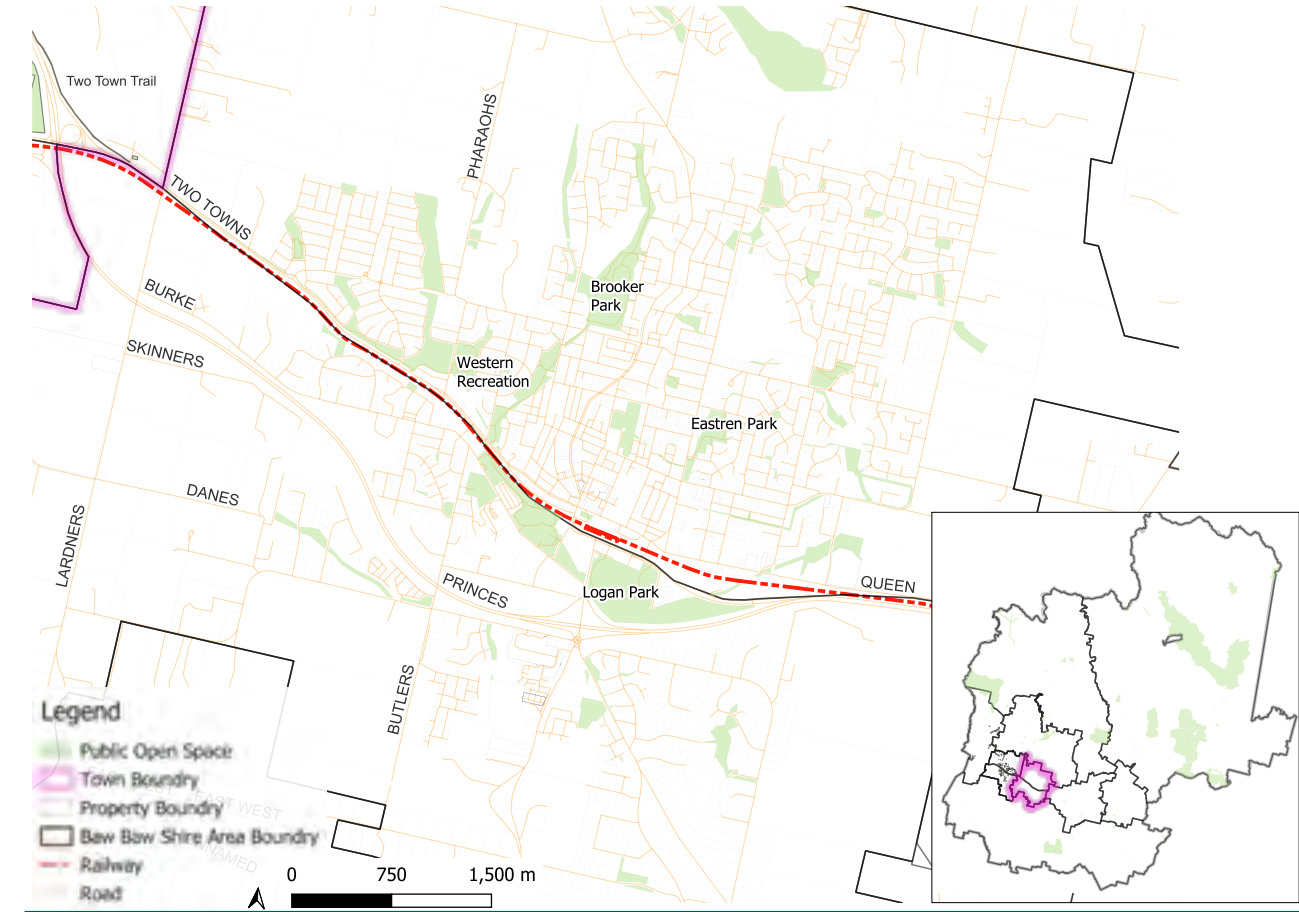 Two Town Trail
PHARAOHS
TWO TOWNS
BURKE
Brooker
Park
SKINNERS
Western
Recreation
Eastren Park
DANES
LARDNERS
PRINCES
Logan Park
QUEEN
BUTLERS
Legend
Public Open Space
Town Boundry
Property Boundry
EAST WEST
Baw Baw Shire Area Boundry
Railway
Road
0 750 1,500 m